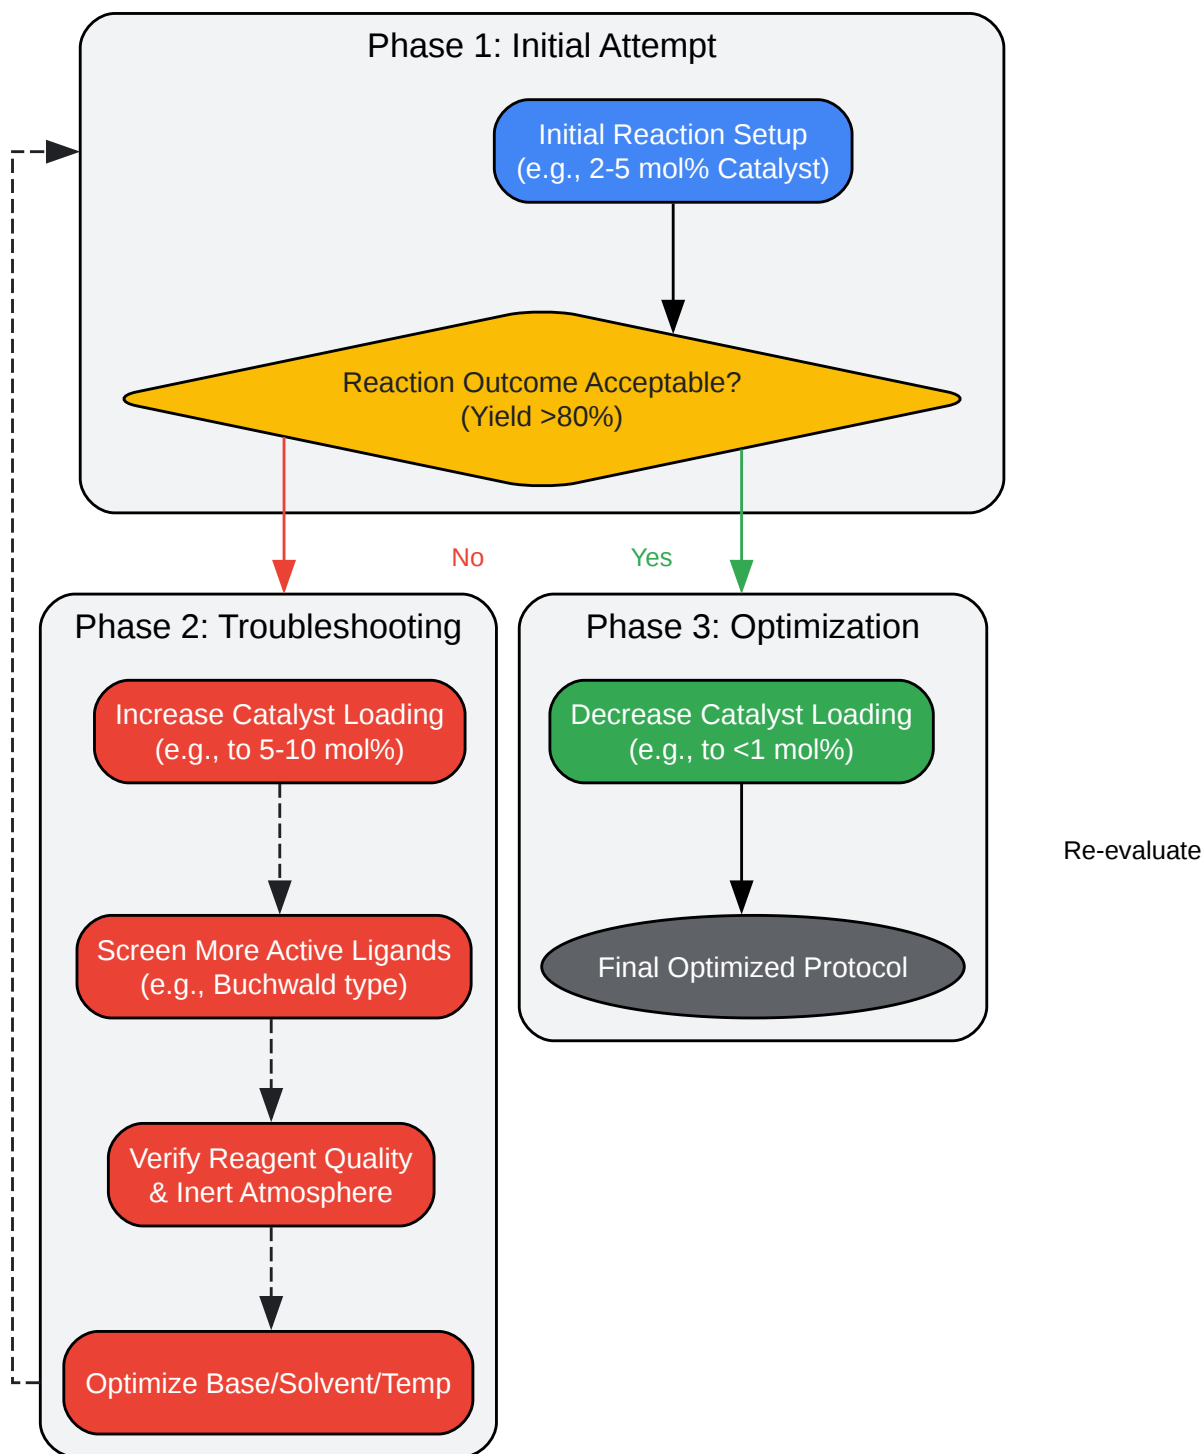 Phase 1: Initial Attempt
Initial Reaction Setup
(e.g., 2-5 mol% Catalyst)
Reaction Outcome Acceptable?
(Yield >80%)
No
Yes
Phase 2: Troubleshooting
Increase Catalyst Loading
(e.g., to 5-10 mol%)
Screen More Active Ligands
(e.g., Buchwald type)
Verify Reagent Quality
& Inert Atmosphere
Optimize Base/Solvent/Temp
Phase 3: Optimization
Decrease Catalyst Loading
(e.g., to <1 mol%)
Final Optimized Protocol
Re-evaluate